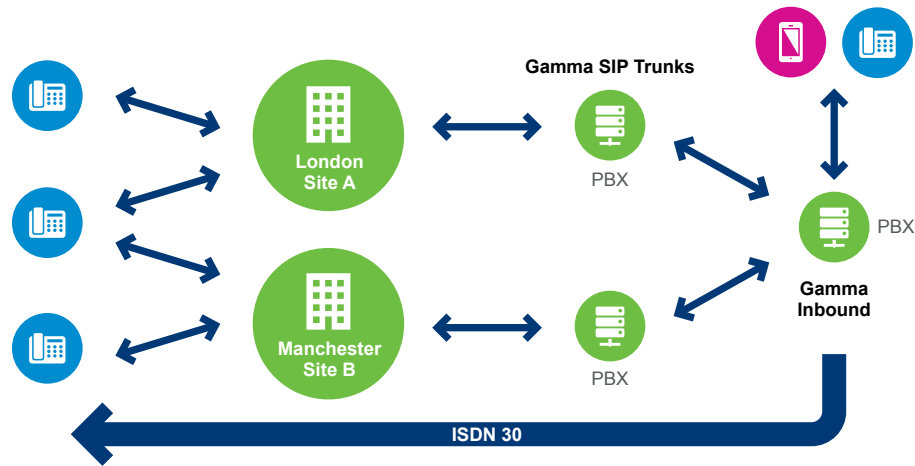 Gamma SIP Trunks
London
Site A
PBX
PBX
Gamma
Inbound
Manchester
Site B
PBX
ISDN 30